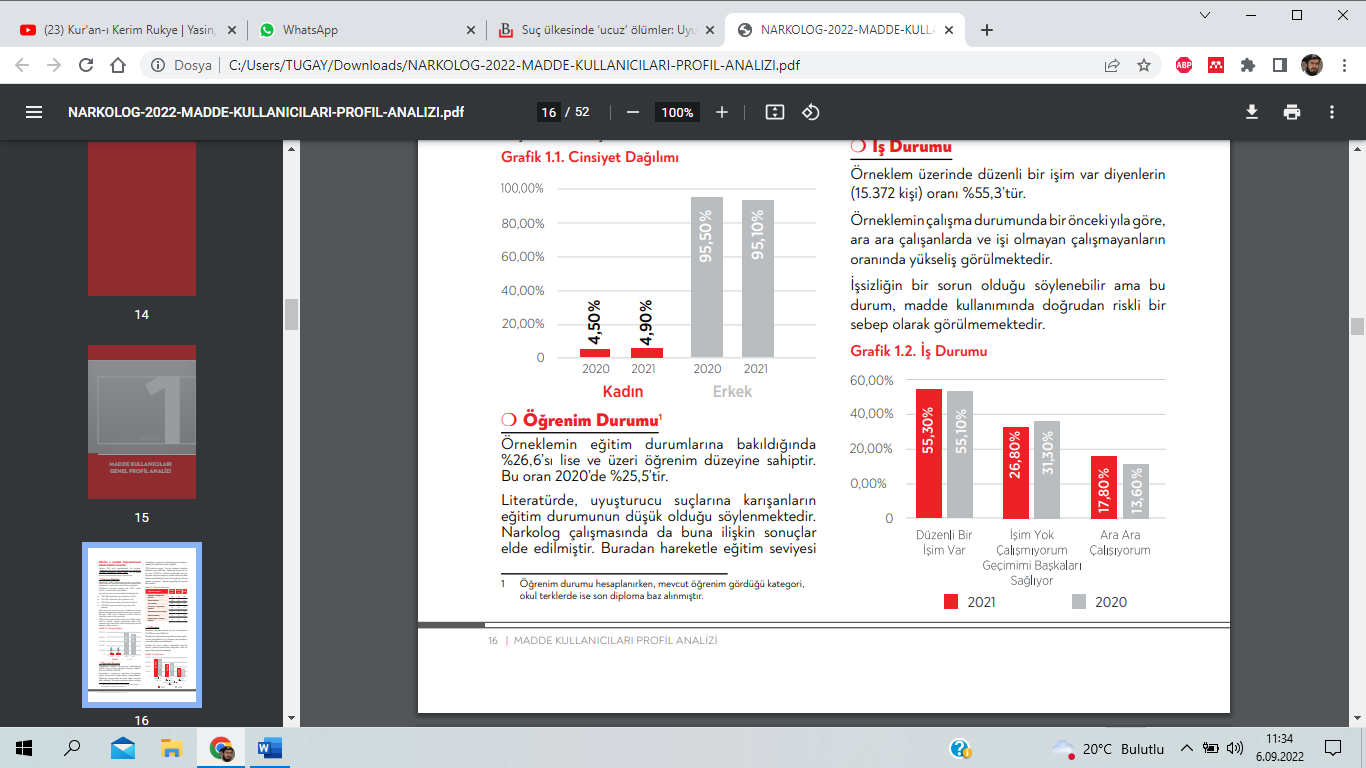 (23) Kur'an-ı Kerim Rukye | Yasin,
WhatsApp
Suç ülkesinde 'ucuz' ölümler: Uyu
NARKOLOG-2022-MADDE-KULLA
Dosya
C:/Users/TUGAY/Downloads/NARKOLOG-2022-MADDE-KULLANICILARI-PROFIL-ANALIZI.pdf
ABP
NARKOLOG-2022-MADDE-KULLANICILARI-PROFIL-ANALIZI.pdf
16 / 52
100%
14
1
MADDE KULLANICILARI
GENEL PROFİL ANALİZİ
15
16
Grafik 1.1. Cinsiyet Dağılımı
100,00%
80,00%
60,00%
40,00%
20,00%
0
4,50%
4,90%
95,50%
95,10%
2020
2021
2020
2021
Kadın
Erkek
Öğrenim Durumu¹
Örneklemin eğitim durumlarına bakıldığında
%26,6'sı lise ve üzeri öğrenim düzeyine sahiptir.
Bu oran 2020'de %25,5'tir.
Literatürde, uyuşturucu suçlarına karışanların
eğitim durumunun düşük olduğu söylenmektedir.
Narkolog çalışmasında da buna ilişkin sonuçlar
elde edilmiştir. Buradan hareketle eğitim seviyesi
1 Öğrenim durumu hesaplanırken, mevcut öğrenim gördüğü kategori,
okul terklerde ise son diploma baz alınmıştır.
16 | MADDE KULLANICILARI PROFİL ANALİZİ
İş Durumu
Örneklem üzerinde düzenli bir işim var diyenlerin
(15.372 kişi) oranı %55,3'tür.
Örneklemin çalışma durumunda bir önceki yıla göre,
ara ara çalışanlarda ve işi olmayan çalışmayanların
oranında yükseliş görülmektedir.
İşsizliğin bir sorun olduğu söylenebilir ama bu
durum, madde kullanımında doğrudan riskli bir
sebep olarak görülmemektedir.
Grafik 1.2. İş Durumu
60,00%
40,00%
20,00%
0,00%
0
55,30%
55,10%
26,80%
31,30%
17,80%
13,60%
Düzenli Bir
İşim Var
İşim Yok
Çalışmıyorum
Geçimimi Başkaları
Sağlıyor
Ara Ara
Çalışıyorum
2021
2020
20°C Bulutlu
11:34
6.09.2022